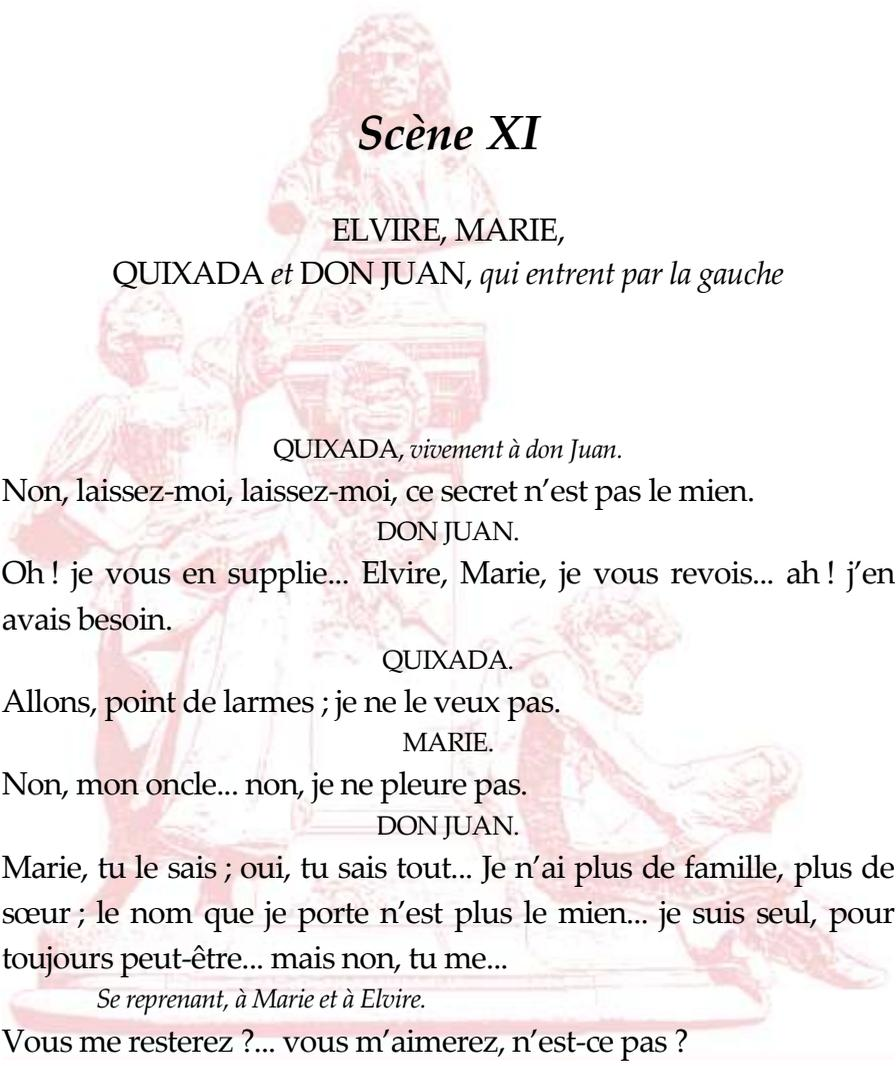 Scène XI
ELVIRE, MARIE,
QUIXADA et DON JUAN, qui entrent par la gauche
QUIXADA, vivement à don Juan.
Non, laissez-moi, laissez-moi, ce secret n’est pas le mien.
DON JUAN.
Oh ! je vous en supplie... Elvire, Marie, je vous revois... ah ! j’en
avais besoin.
QUIXADA.
Allons, point de larmes ; je ne le veux pas.
MARIE.
Non, mon oncle... non, je ne pleure pas.
DON JUAN.
Marie, tu le sais ; oui, tu sais tout... Je n’ai plus de famille, plus de
sœur ; le nom que je porte n’est plus le mien... je suis seul, pour
toujours peut-être... mais non, tu me...
Se reprenant, à Marie et à Elvire.
Vous me resterez ?... vous m’aimerez, n’est-ce pas ?